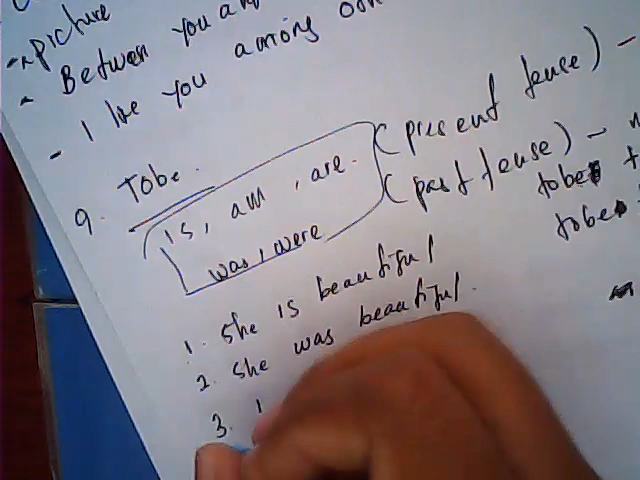 - picture
- Between you and
- I like you among
9. Tobe.
is, am, are. (present tense) -
was, were (past tense) -
tobe
tobe
1. She is beautiful
2. She was beautiful.
3. I